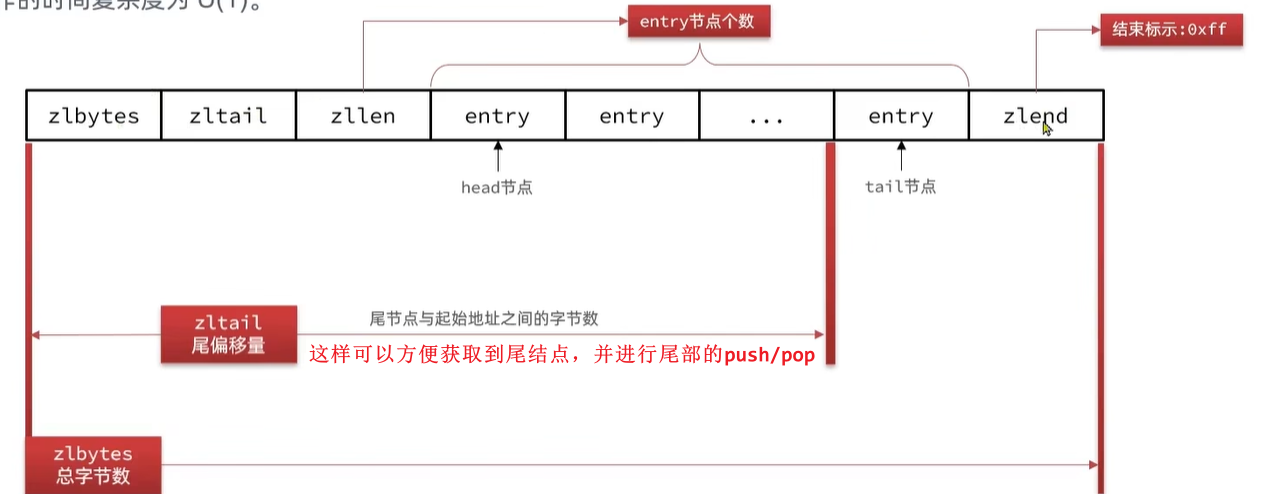 作的时间复杂度为 O(1)。
entry节点个数
结束标示:0xff
zlbytes
zltail
zllen
entry
entry
...
entry
zlend
head节点
tail节点
zltail
尾偏移量
尾节点与起始地址之间的字节数
这样可以方便获取到尾结点，并进行尾部的push/pop
zlbytes
总字节数